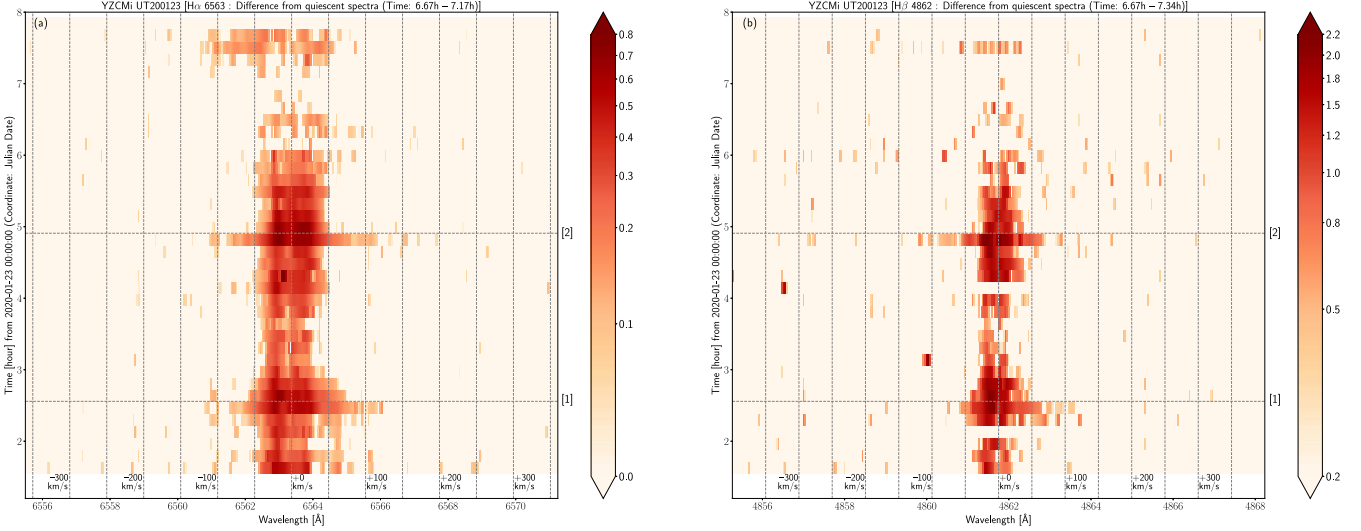 YZCMi UT200123 [Hα 6563 : Difference from quiescent spectra (Time: 6.67h − 7.17h)]
(a)
Time [hour] from 2020-01-23 00:00:00 (Coordinate: Julian Date)
8
7
6
5
4
3
2
[2]
[1]
−300 km/s
−200 km/s
−100 km/s
+0 km/s
+100 km/s
+200 km/s
+300 km/s
6556 6558 6560 6562 6564 6566 6568 6570
Wavelength [Å]
0.8
0.7
0.6
0.5
0.4
0.3
0.2
0.1
0.0
YZCMi UT200123 [Hβ 4862 : Difference from quiescent spectra (Time: 6.67h − 7.34h)]
(b)
Time [hour] from 2020-01-23 00:00:00 (Coordinate: Julian Date)
8
7
6
5
4
3
2
[2]
[1]
−300 km/s
−200 km/s
−100 km/s
+0 km/s
+100 km/s
+200 km/s
+300 km/s
4856 4858 4860 4862 4864 4866 4868
Wavelength [Å]
2.2
2.0
1.8
1.5
1.2
1.0
0.8
0.5
0.2